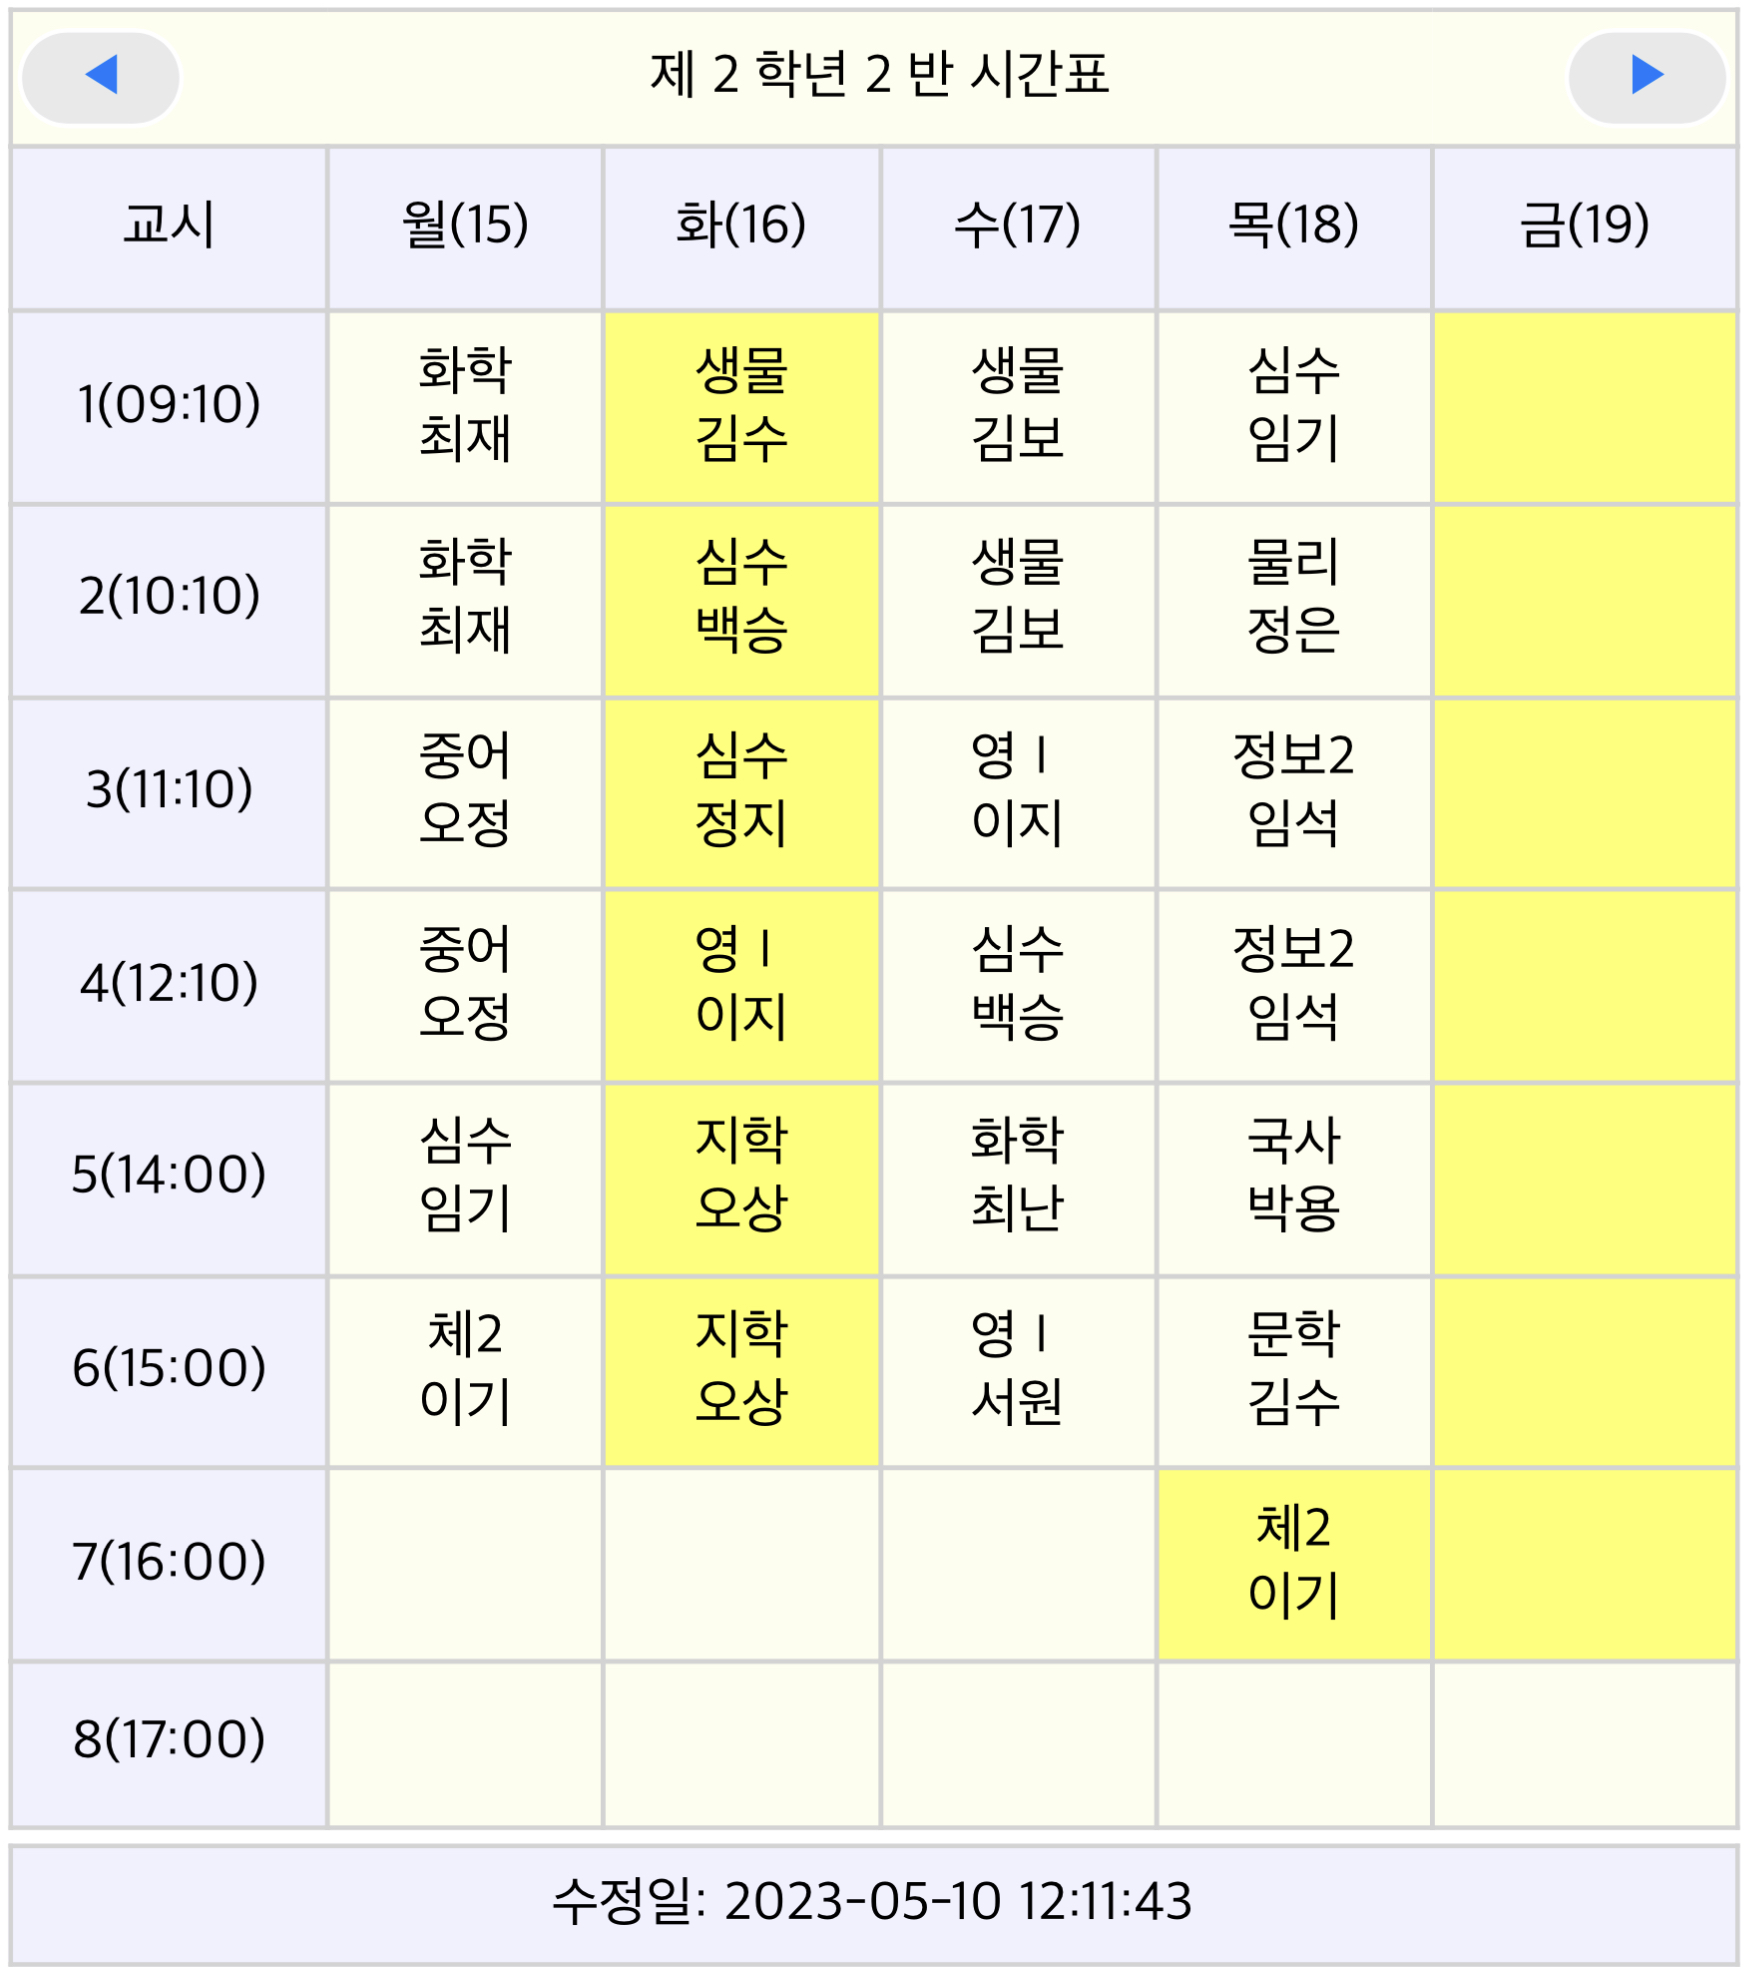 제 2 학년 2 반 시간표
교시 월(15) 화(16) 수(17) 목(18) 금(19)
1(09:10) 화학 생물 생물 심수
최재 김수 김보 임기
2(10:10) 화학 심수 생물 물리
최재 백승 김보 정은
3(11:10) 중어 심수 영Ⅰ 정보2
오정 정지 이지 임석
4(12:10) 중어 영Ⅰ 심수 정보2
오정 이지 백승 임석
5(14:00) 심수 지학 화학 국사
임기 오상 최난 박용
6(15:00) 체2 지학 영Ⅰ 문학
이기 오상 서원 김수
7(16:00) 체2
이기
8(17:00)
수정일: 2023-05-10 12:11:43